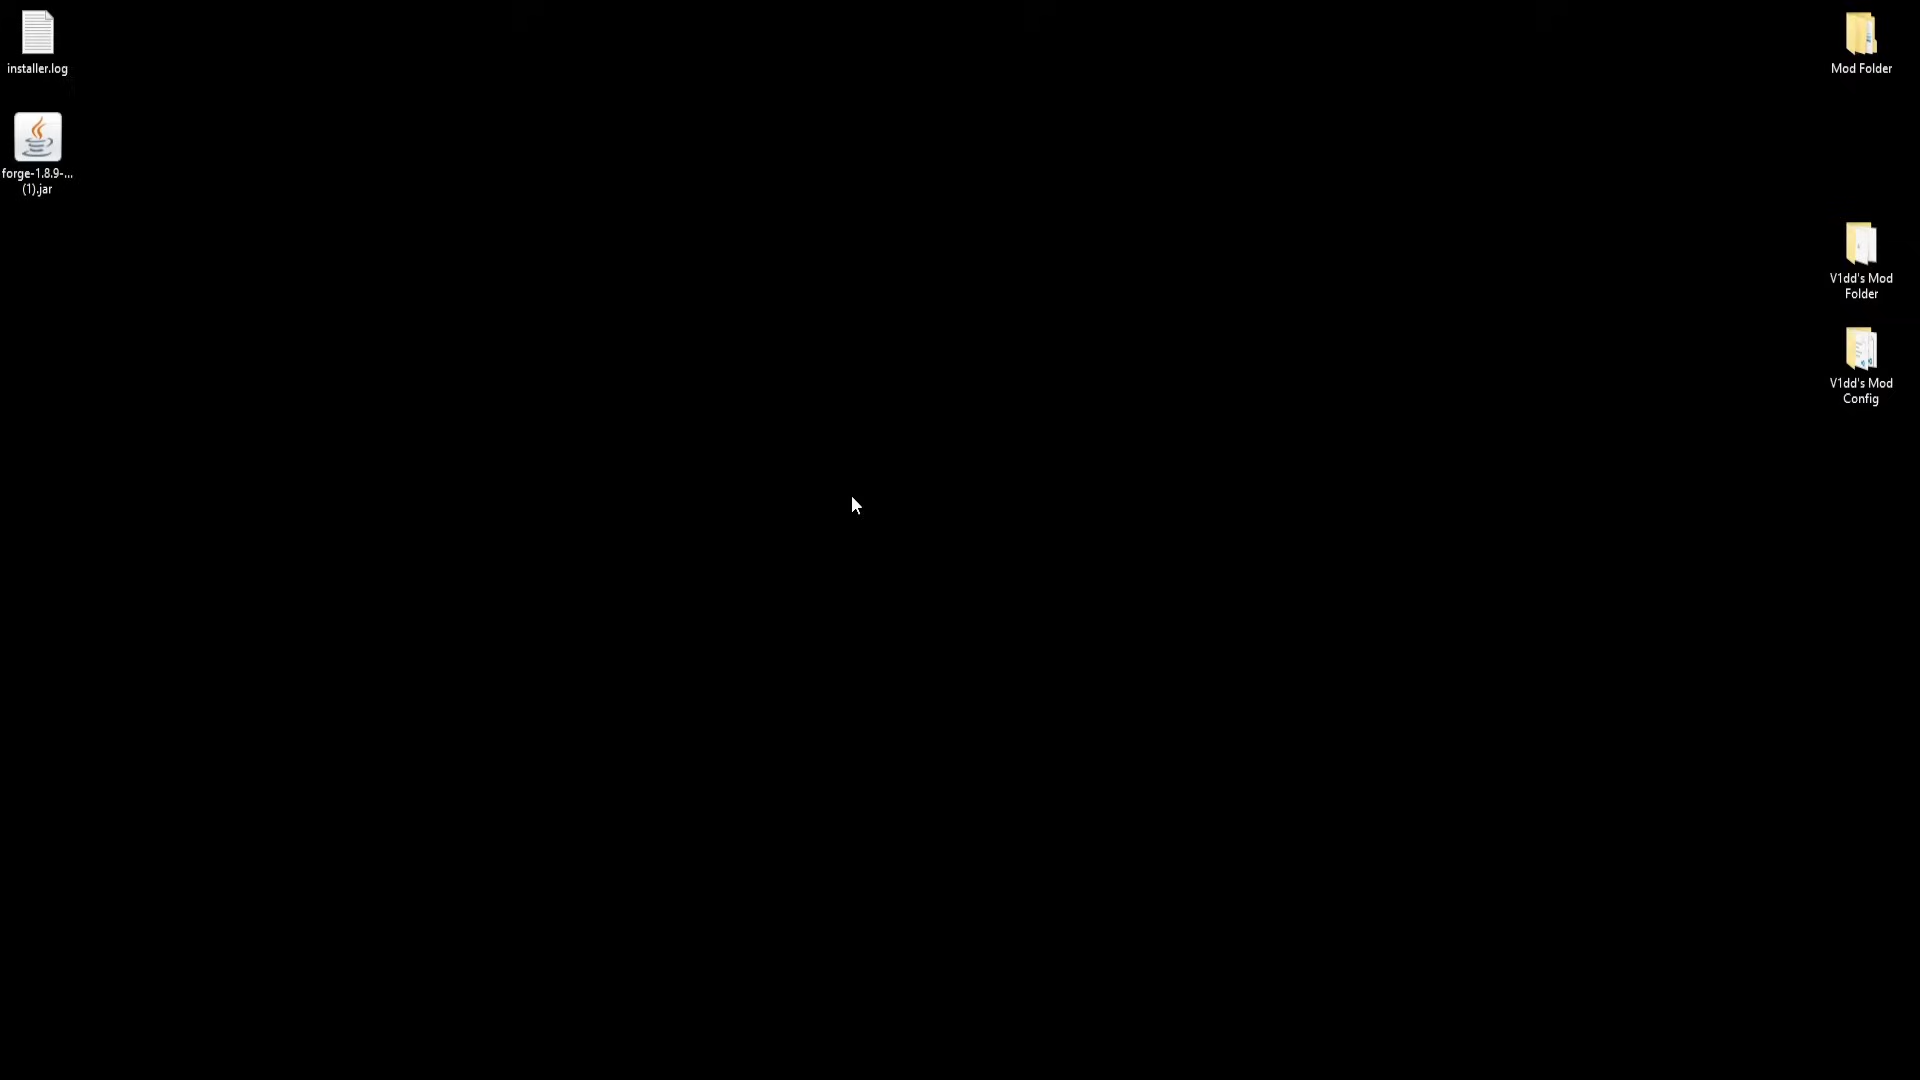 installer.log
forge-1.8.9-...
(1).jar
Mod Folder
V1dd's Mod
Folder
V1dd's Mod
Config